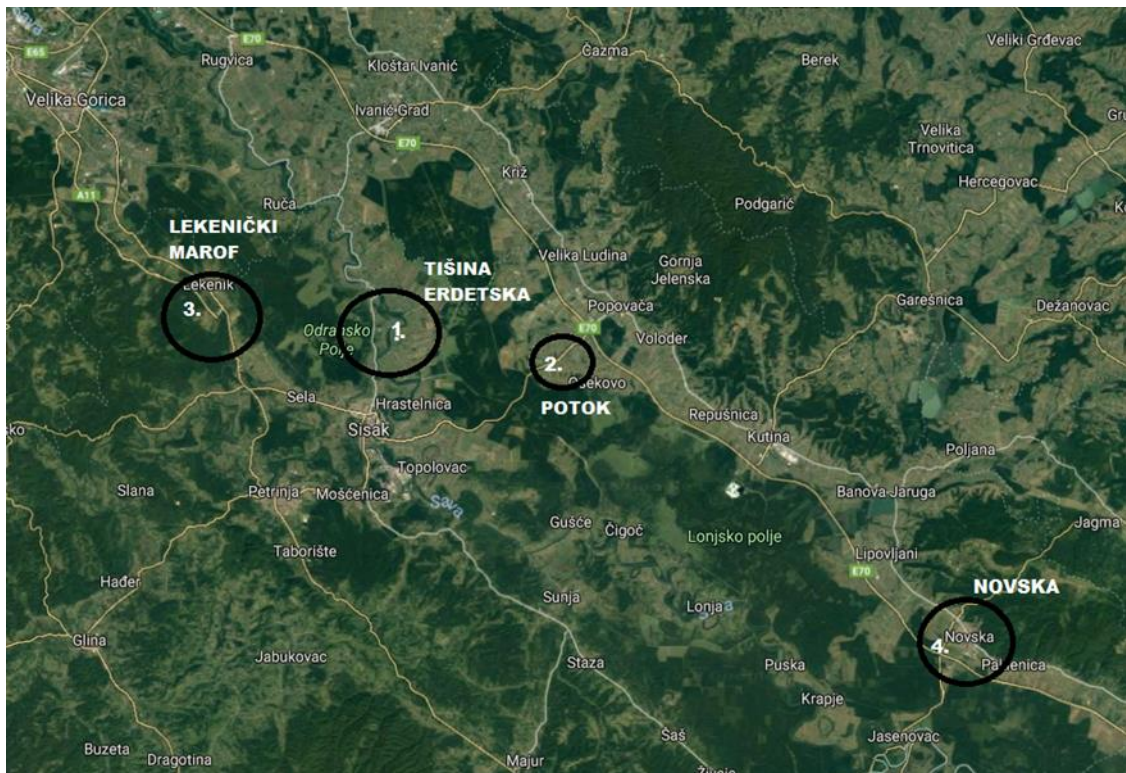 Sava
E65
E70
Rugvica
Kloštar Ivanić
Čazma
Berek
Veliki Grđevac
Velika Gorica
Ivanić Grad
E70
Velika
Trnovitica
Križ
Hercegovac
A11
Ruča
Podgarić
LEKENIČKI
MAROF
Lekenik
3.
TIŠINA
ERDETSKA
1.
Odransko
Polje
Velika Ludina
Gornja
Jelenska
Popovača
Garešnica
Dežanovac
E70
Voloder
2.
Osekovo
POTOK
Sela
Hrastelnica
Sisak
Repušnica
Kutina
Topolovac
Poljana
Slana
Petrinja
Mošćenica
Sava
Banova Jaruga
Gušće
Čigoč
Lonjsko polje
Jagma
Taborište
Lipovljani
E70
Hađer
Sunja
Lonja
NOVSKA
Glina
Novska
4.
Jabukovac
Staza
Puška
Krapje
Jasenovac
Šaš
Buzeta
Dragotina
Majur